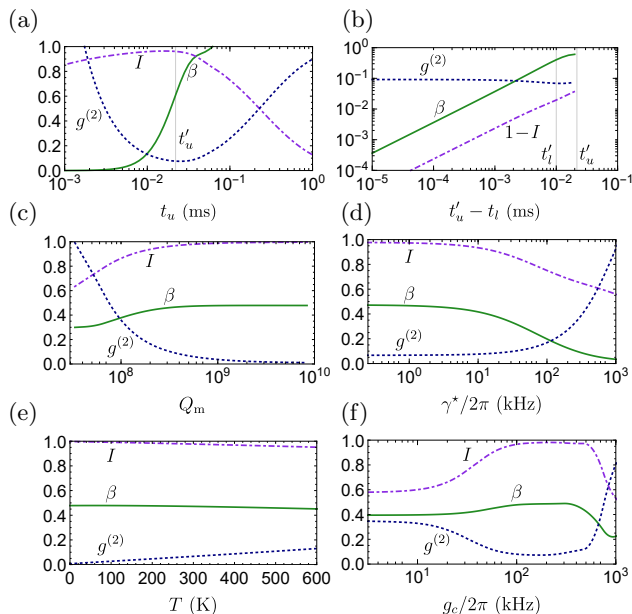 (a)
1.0
0.8
0.6
0.4
0.2
0.0
I
β
g⁽²⁾
t′ᵤ
10⁻³ 10⁻² 10⁻¹ 10⁰
tᵤ (ms)
(b)
10⁰
10⁻¹
10⁻²
10⁻³
10⁻⁴
g⁽²⁾
β
1−I
t′ₗ t′ᵤ
10⁻⁵ 10⁻⁴ 10⁻³ 10⁻² 10⁻¹
t′ᵤ − tₗ (ms)
(c)
1.0
0.8
0.6
0.4
0.2
0.0
I
β
g⁽²⁾
10⁸ 10⁹ 10¹⁰
Qₘ
(d)
1.0
0.8
0.6
0.4
0.2
0.0
I
β
g⁽²⁾
10⁰ 10¹ 10² 10³
γ*/2π (kHz)
(e)
1.0
0.8
0.6
0.4
0.2
0.0
I
β
g⁽²⁾
0 100 200 300 400 500 600
T (K)
(f)
1.0
0.8
0.6
0.4
0.2
0.0
I
β
g⁽²⁾
10¹ 10² 10³
g_c/2π (kHz)